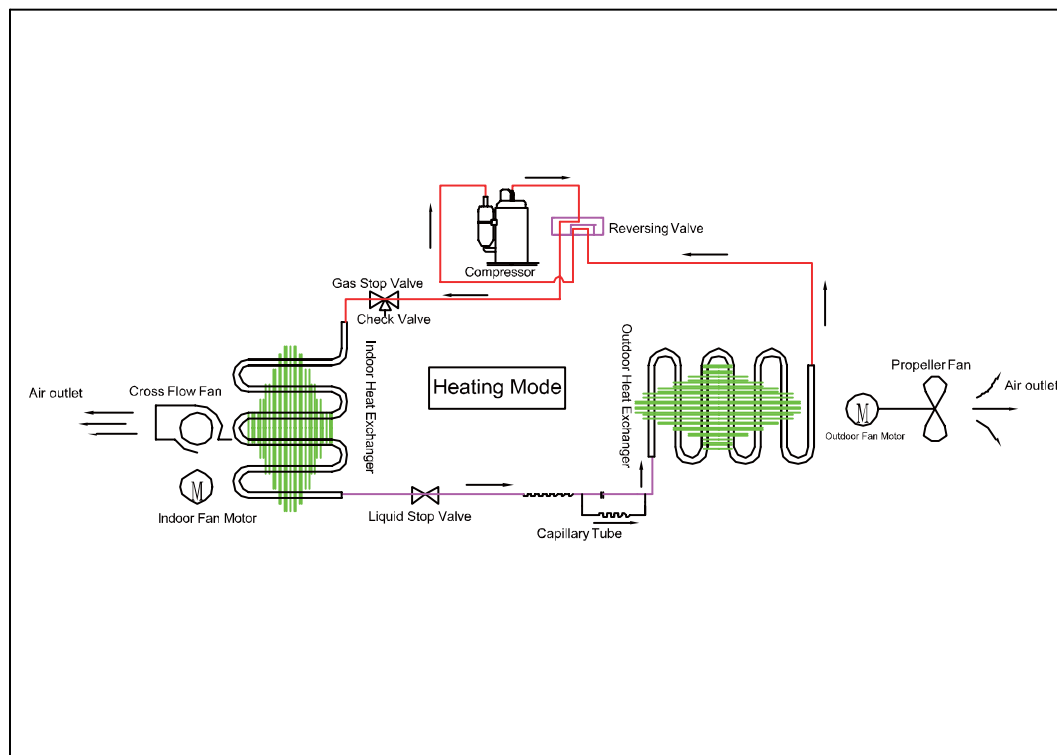 Reversing Valve
Compressor
Gas Stop Valve
Check Valve
Indoor Heat Exchanger
Outdoor Heat Exchanger
Heating Mode
Propeller Fan
Air outlet
Cross Flow Fan
Air outlet
M
Outdoor Fan Motor
M
Indoor Fan Motor
Liquid Stop Valve
Capillary Tube